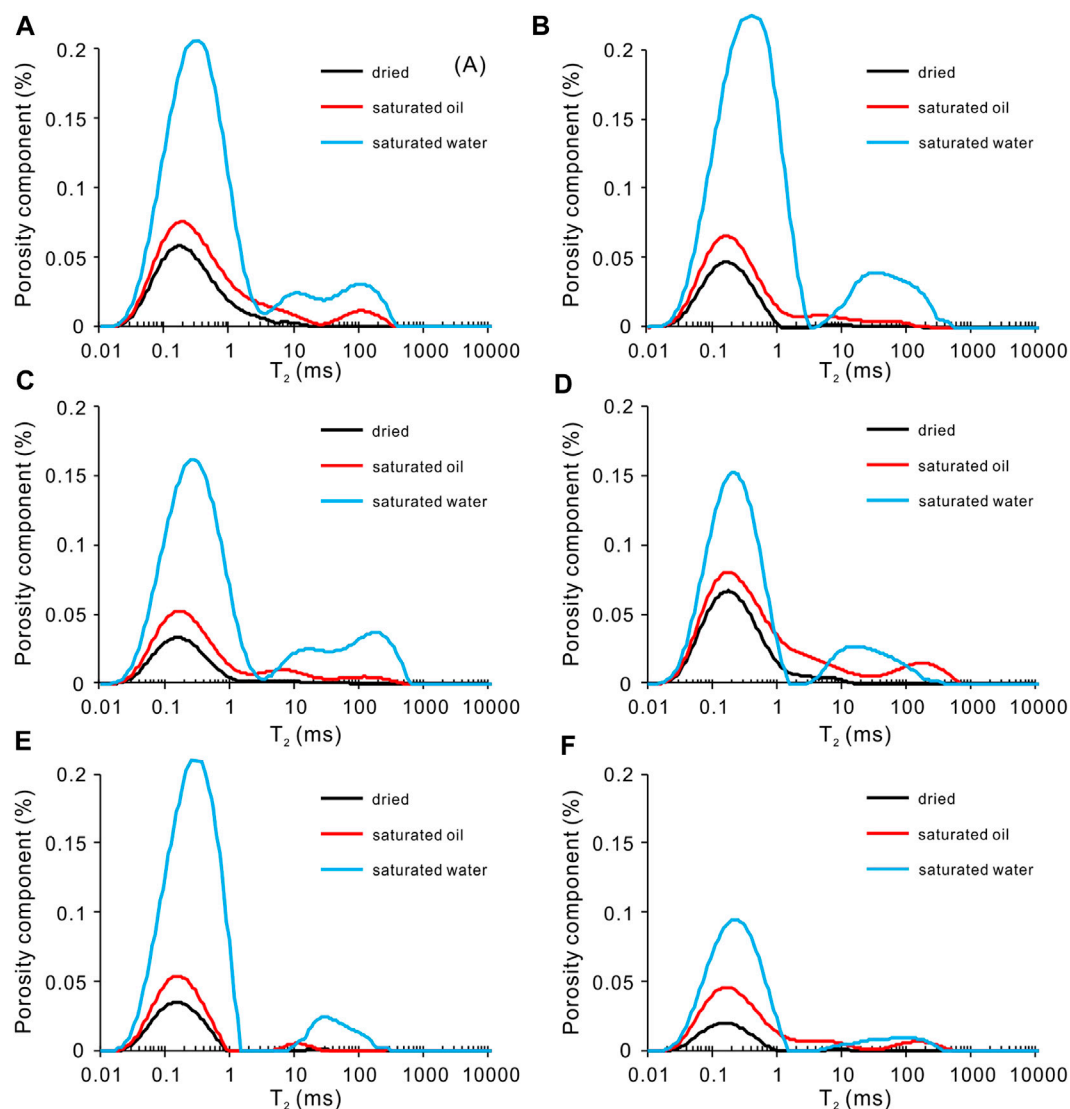 A
Porosity component (%)
0.2
0.15
0.1
0.05
0
(A)
dried
saturated oil
saturated water
0.01 0.1 1 10 100 1000 10000
T2 (ms)
B
Porosity component (%)
0.2
0.15
0.1
0.05
0
dried
saturated oil
saturated water
0.01 0.1 1 10 100 1000 10000
T2 (ms)
C
Porosity component (%)
0.2
0.15
0.1
0.05
0
dried
saturated oil
saturated water
0.01 0.1 1 10 100 1000 10000
T2 (ms)
D
Porosity component (%)
0.2
0.15
0.1
0.05
0
dried
saturated oil
saturated water
0.01 0.1 1 10 100 1000 10000
T2 (ms)
E
Porosity component (%)
0.2
0.15
0.1
0.05
0
dried
saturated oil
saturated water
0.01 0.1 1 10 100 1000 10000
T2 (ms)
F
Porosity component (%)
0.2
0.15
0.1
0.05
0
dried
saturated oil
saturated water
0.01 0.1 1 10 100 1000 10000
T2 (ms)